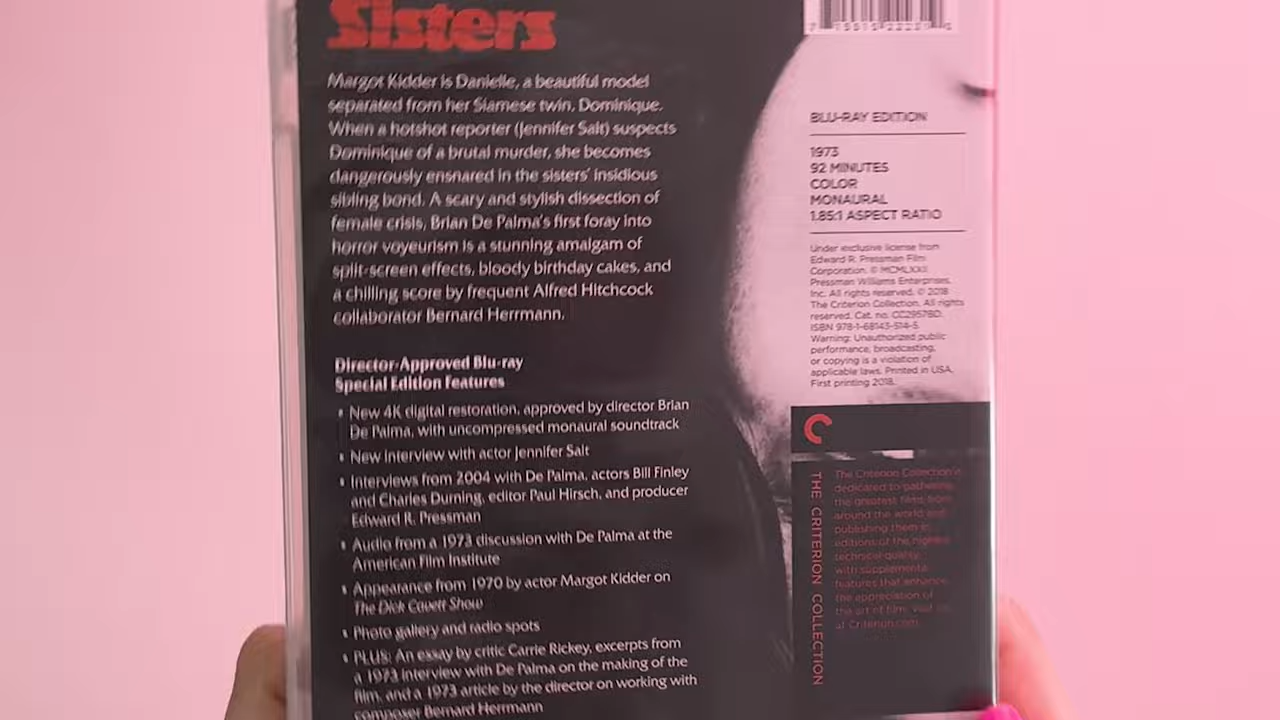 Sisters
Margot Kidder is Danielle, a beautiful model
separated from her Siamese twin, Dominique.
When a hotshot reporter (Jennifer Salt) suspects
Dominique of a brutal murder, she becomes
dangerously ensnared in the sisters' insidious
sibling bond. A scary and stylish dissection of
female crisis, Brian De Palma's first foray into
horror voyeurism is a stunning amalgam of
split-screen effects, bloody birthday cakes, and
a chilling score by frequent Alfred Hitchcock
collaborator Bernard Herrmann.
Director-Approved Blu-ray
Special Edition Features
• New 4K digital restoration, approved by director Brian
De Palma, with uncompressed monaural soundtrack
• New interview with actor Jennifer Salt
• Interviews from 2004 with De Palma, actors Bill Finley
and Charles Durning, editor Paul Hirsch, and producer
Edward R. Pressman
• Audio from a 1973 discussion with De Palma at the
American Film Institute
• Appearance from 1970 by actor Margot Kidder on
The Dick Cavett Show
• Photo gallery and radio spots
• PLUS: An essay by critic Carrie Rickey, excerpts from
a 1973 interview with De Palma on the making of the
film, and a 1973 article by the director on working with
composer Bernard Herrmann
BLU-RAY EDITION
1973
92 MINUTES
COLOR
MONAURAL
1.85:1 ASPECT RATIO
Under exclusive license from
Edward R. Pressman Film
Corporation. © MCMLXXII
Pressman Williams Enterprises,
Inc. All rights reserved. © 2018
The Criterion Collection. All rights
reserved. Cat. no. CC2957BD.
ISBN 978-1-68143-514-5.
Warning: Unauthorized public
performance, broadcasting,
or copying is a violation of
applicable laws. Printed in USA.
First printing 2018.
THE CRITERION COLLECTION
The Criterion Collection is
dedicated to gathering
the greatest films from
around the world and
publishing them in
editions of the highest
technical quality,
with supplemental
features that enhance
the appreciation of
the art of film. Visit us
at Criterion.com.